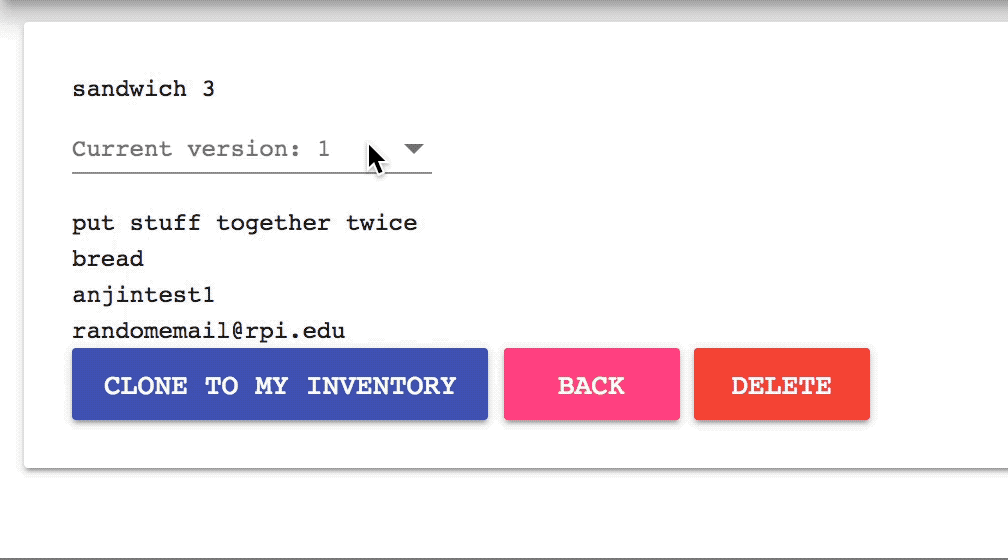 sandwich 3
Current version: 1
put stuff together twice
bread
anjintest1
randomemail@rpi.edu
CLONE TO MY INVENTORY BACK DELETE